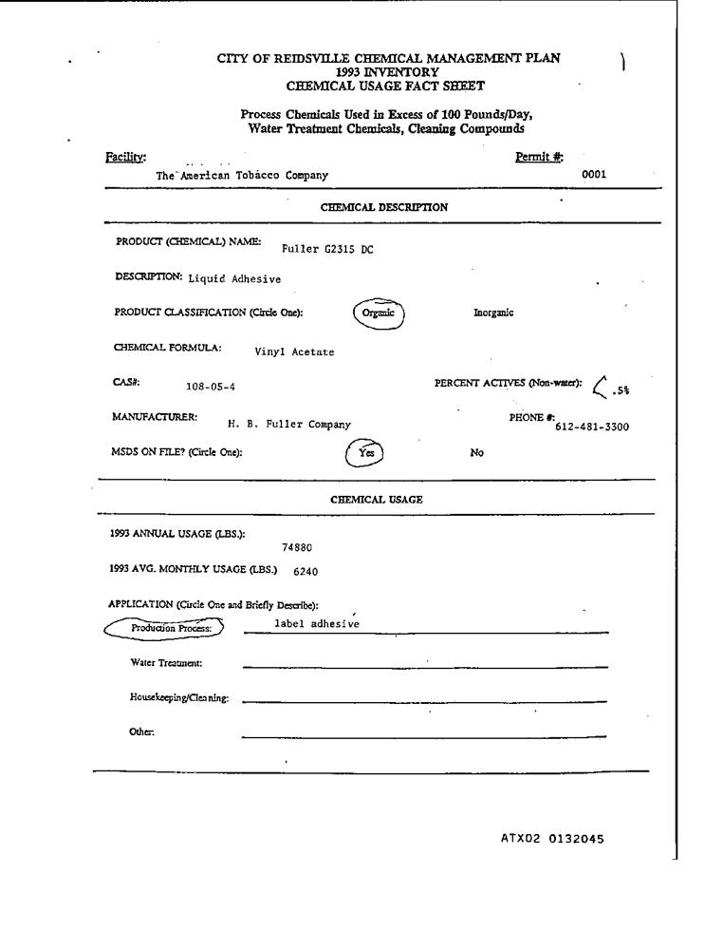 CITY OF REIDSVILLE CHEMICAL MANAGEMENT PLAN
1993 INVENTORY
CHEMICAL USAGE FACT SHEET
Process Chemicals Used in Excess of 100 Pounds/Day,
Water Treatment Chemicals, Cleaning Compounds
Facility: Permit #:
The American Tobacco Company 0001
CHEMICAL DESCRIPTION
PRODUCT (CHEMICAL) NAME: Fuller G2315 DC
DESCRIPTION: Liquid Adhesive
PRODUCT CLASSIFICATION (Circle One): Organic Inorganic
CHEMICAL FORMULA: Vinyl Acetate
CAS#: 108-05-4 PERCENT ACTIVES (Non-water): < .5%
MANUFACTURER: H. B. Fuller Company PHONE #: 612-481-3300
MSDS ON FILE? (Circle One): Yes No
CHEMICAL USAGE
1993 ANNUAL USAGE (LBS.):
74880
1993 AVG. MONTHLY USAGE (LBS.) 6240
APPLICATION (Circle One and Briefly Describe):
Production Process: label adhesive
Water Treatment:
Housekeeping/Cleaning:
Other:
ATX02 0132045